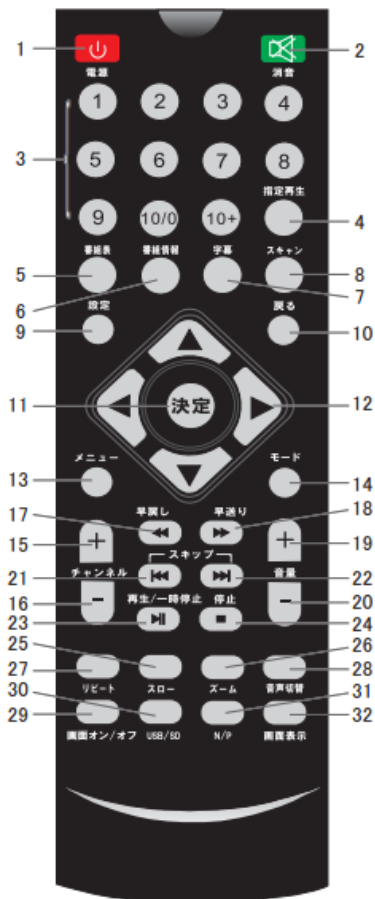 1
2
電源
消音
1 2 3 4
3
5 6 7 8
指定再生
9 10/0 10+
4
番組表 番組情報 字幕 スキャン
5
6
7
8
設定
戻る
9
10
11
決定
12
メニュー
モード
13
14
早戻し 早送り
17
18
15
+ +
19
スキップ
チャンネル
音量
21
22
16
- -
20
再生/一時停止 停止
23
24
25
26
27
28
リピート スロー ズーム 音声切替
30
31
29
32
画面オン/オフ USB/SD N/P 画面表示